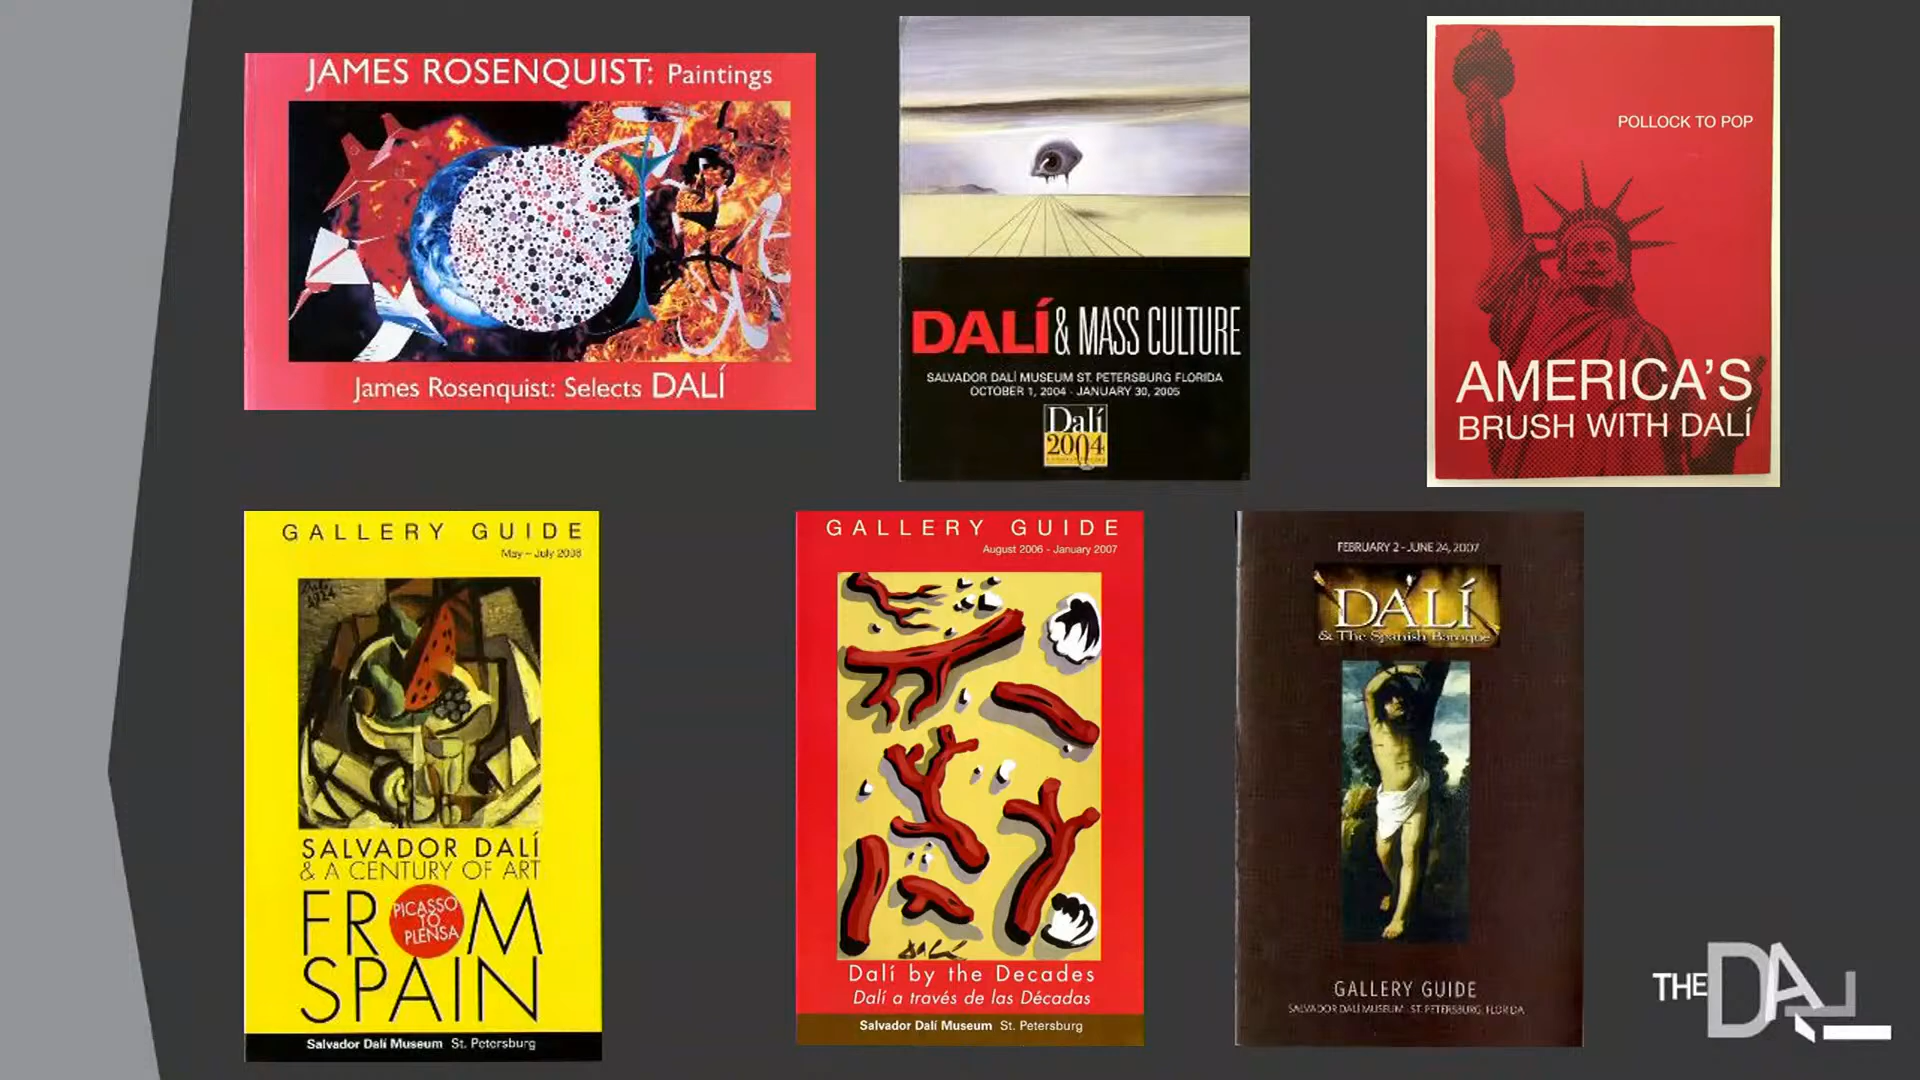 JAMES ROSENQUIST: Paintings
James Rosenquist: Selects DALÍ
DALÍ & MASS CULTURE
SALVADOR DALÍ MUSEUM ST. PETERSBURG FLORIDA
OCTOBER 1, 2004 - JANUARY 30, 2005
Dalí
2004
POLLOCK TO POP
AMERICA'S
BRUSH WITH DALÍ
GALLERY GUIDE
May – July 2008
Dali
1924
SALVADOR DALÍ
& A CENTURY OF ART
FROM
PICASSO
TO
PLENSA
SPAIN
Salvador Dalí Museum St. Petersburg
GALLERY GUIDE
August 2006 - January 2007
DALÍ
Dalí by the Decades
Dalí a través de las Décadas
Salvador Dalí Museum St. Petersburg
FEBRUARY 2 - JUNE 24, 2007
DALÍ
& The Spanish Baroque
GALLERY GUIDE
SALVADOR DALÍ MUSEUM ST. PETERSBURG, FLORIDA
THE DALÍ